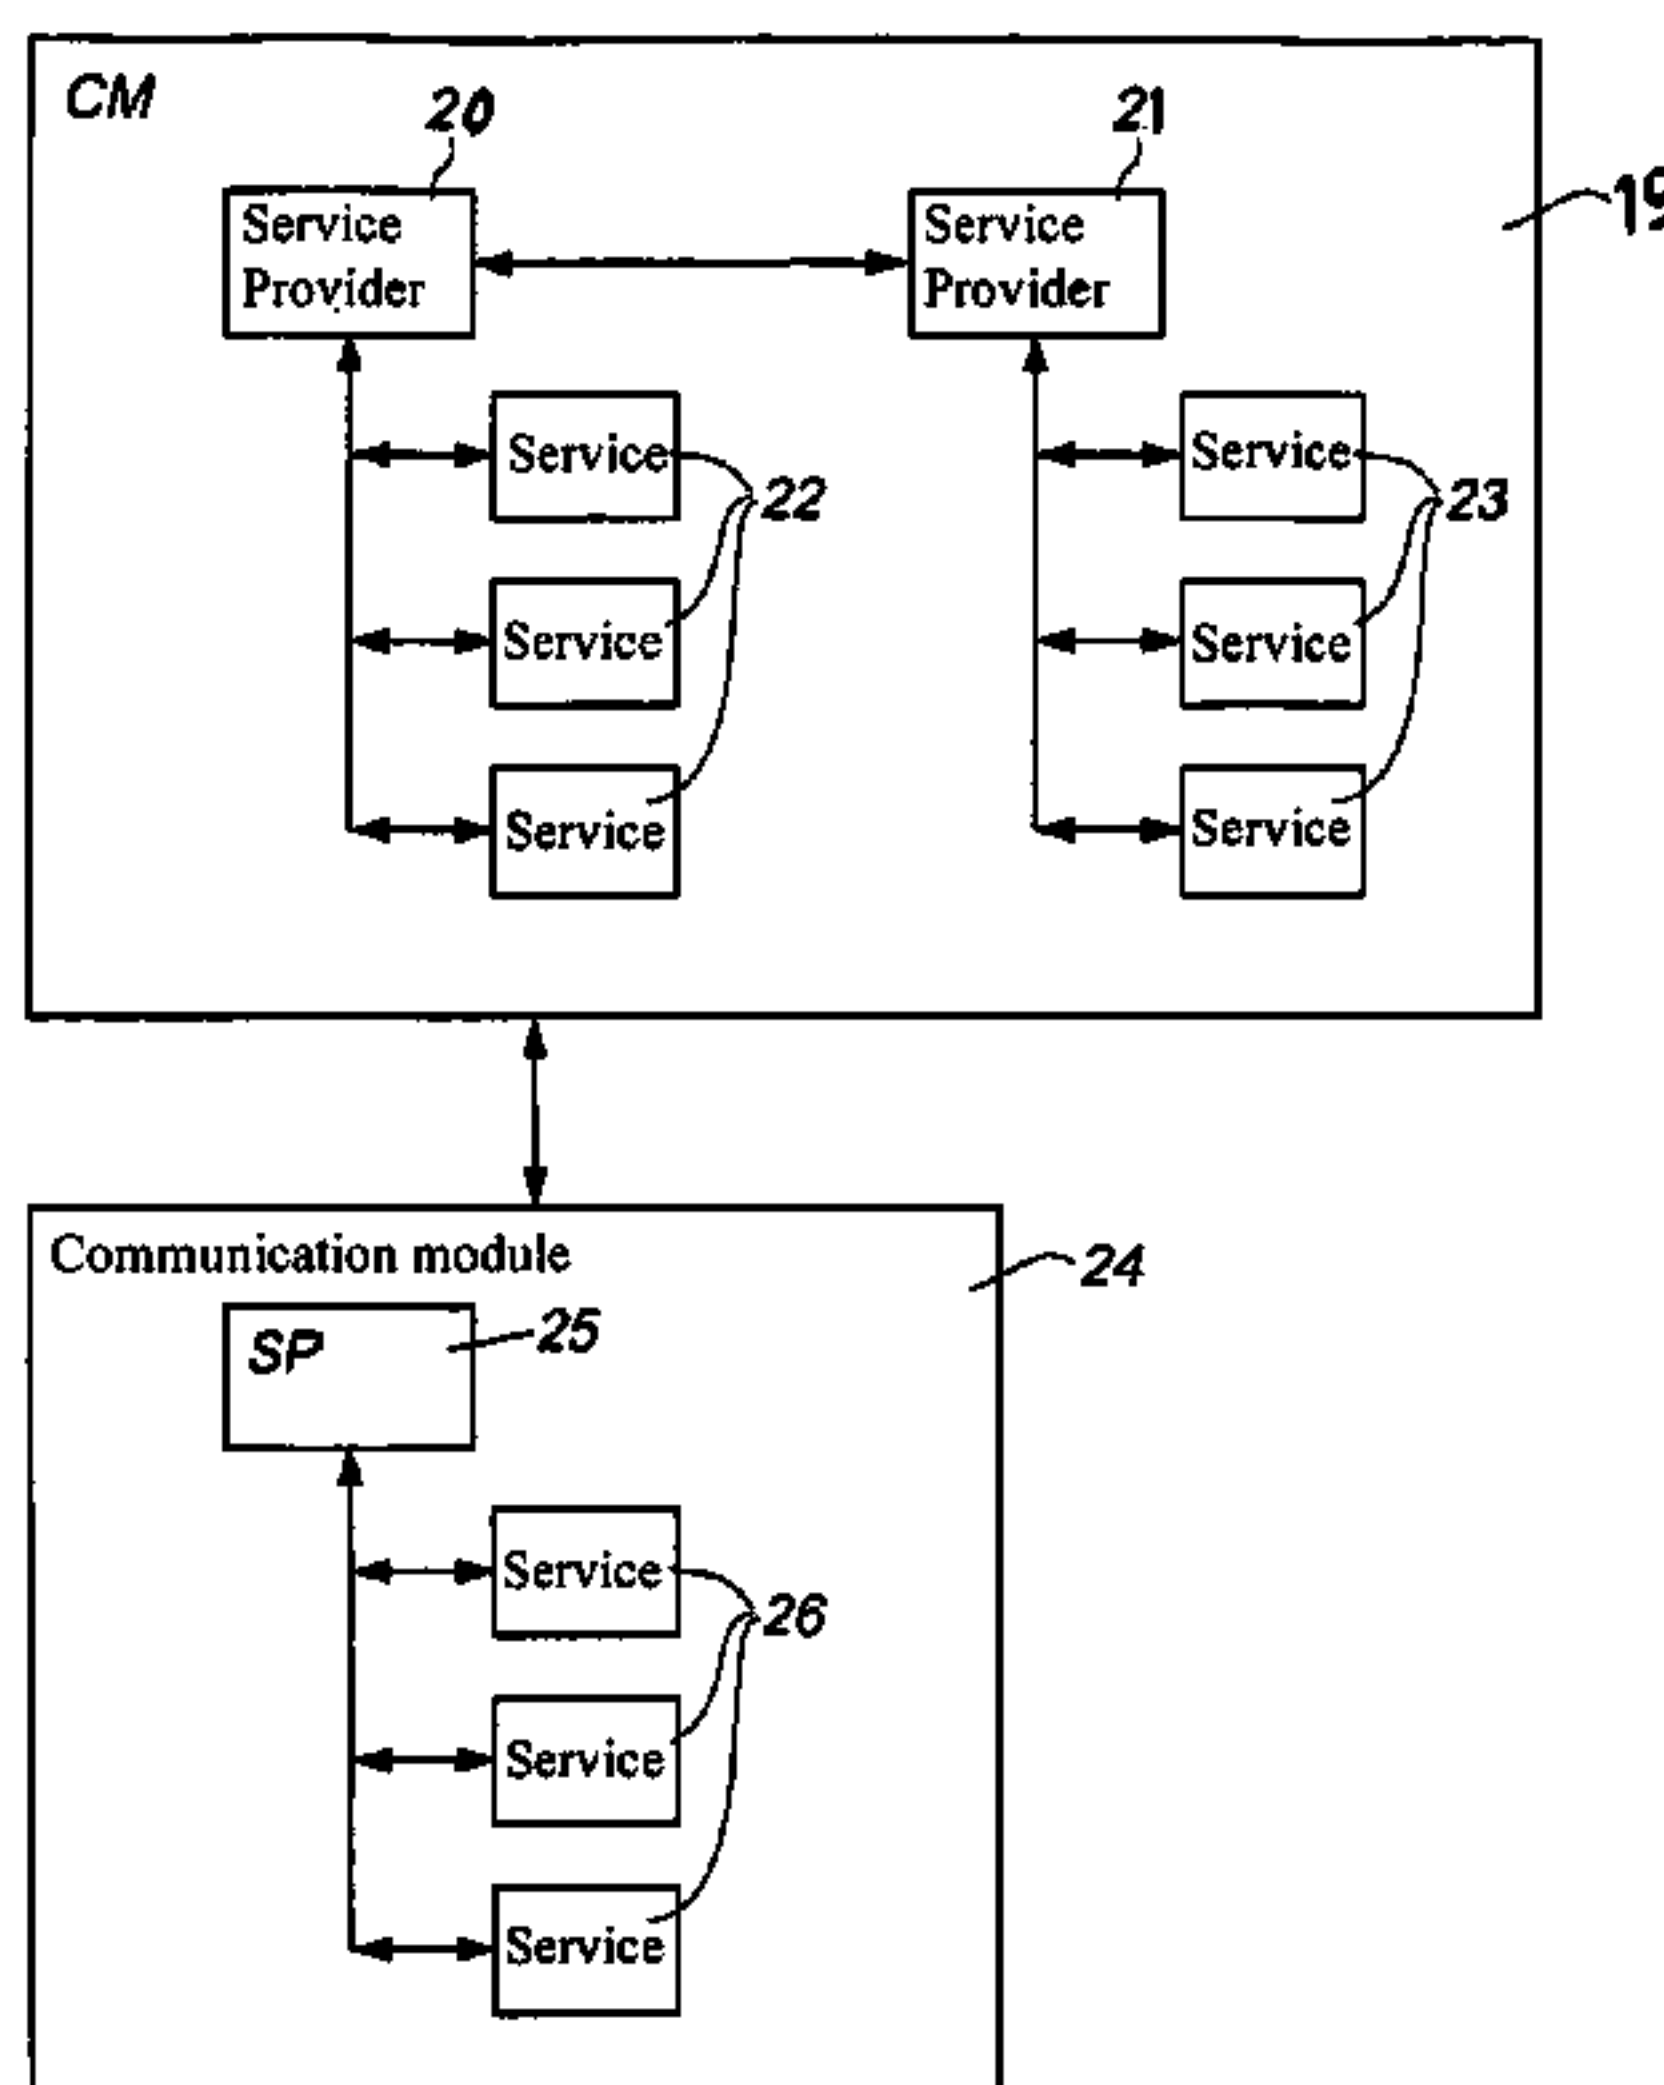 CM
20
21
Service
Provider
Service
Provider
19
Service
Service
22
23
Service
Service
Service
Service
Communication module
24
SP
25
Service
26
Service
Service